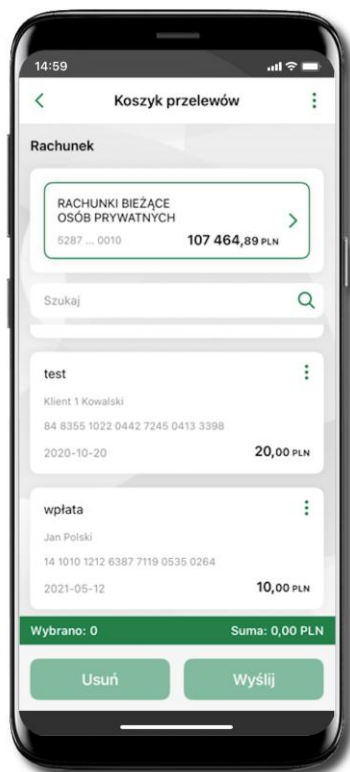 14:59
Koszyk przelewów
Rachunek
RACHUNKI BIEŻĄCE
OSÓB PRYWATNYCH
5287 ... 0010 107 464,89 PLN
Szukaj
test
Klient 1 Kowalski
84 8355 1022 0442 7245 0413 3398
2020-10-20 20,00 PLN
wpłata
Jan Polski
14 1010 1212 6387 7119 0535 0264
2021-05-12 10,00 PLN
Wybrano: 0 Suma: 0,00 PLN
Usuń Wyślij